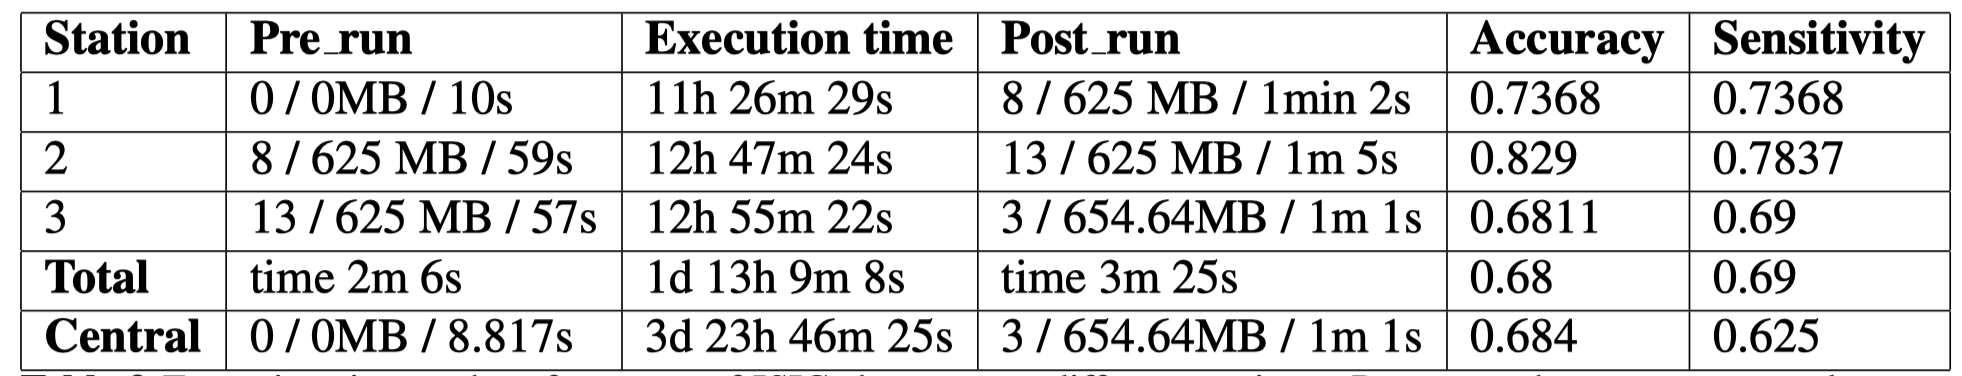 Station Pre_run Execution time Post_run Accuracy Sensitivity
1 0 / 0MB / 10s 11h 26m 29s 8 / 625 MB / 1min 2s 0.7368 0.7368
2 8 / 625 MB / 59s 12h 47m 24s 13 / 625 MB / 1m 5s 0.829 0.7837
3 13 / 625 MB / 57s 12h 55m 22s 3 / 654.64MB / 1m 1s 0.6811 0.69
Total time 2m 6s 1d 13h 9m 8s time 3m 25s 0.68 0.69
Central 0 / 0MB / 8.817s 3d 23h 46m 25s 3 / 654.64MB / 1m 1s 0.684 0.625